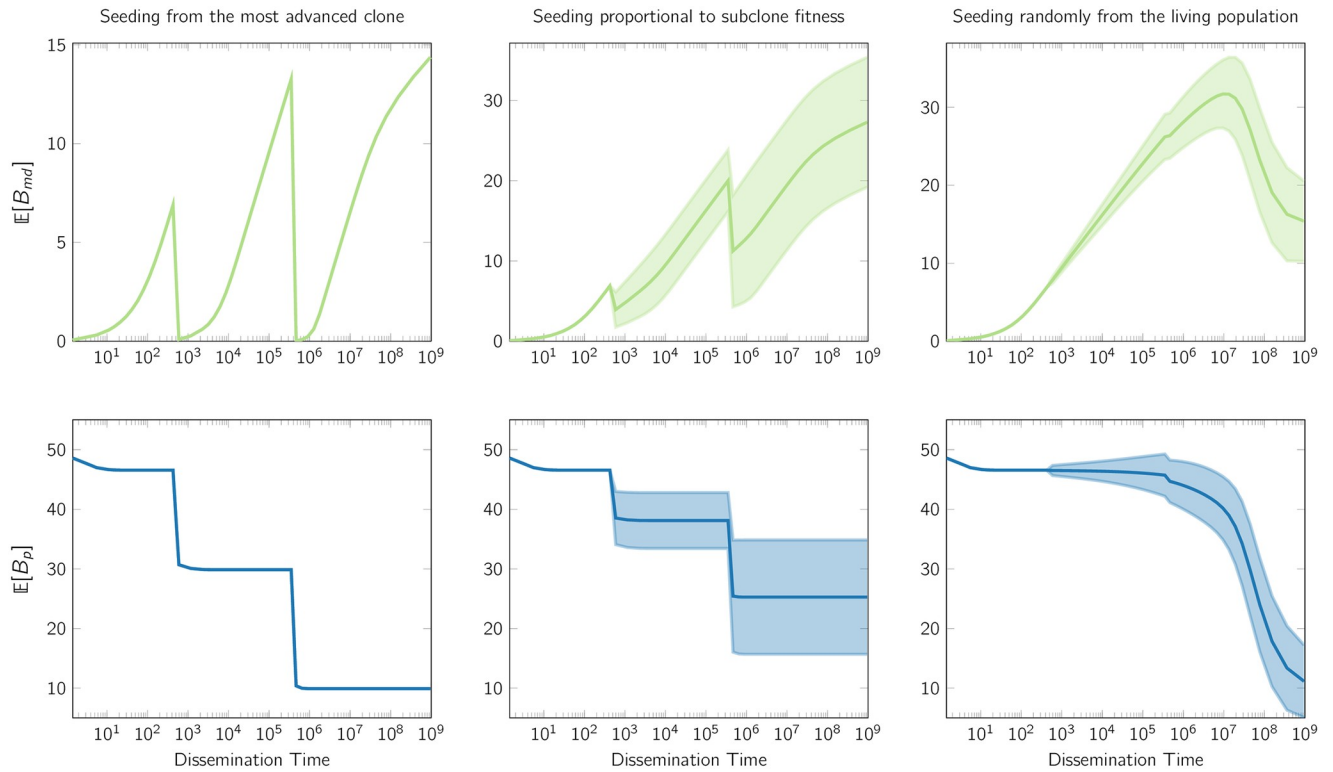 Seeding from the most advanced clone
Seeding proportional to subclone fitness
Seeding randomly from the living population
𝔼[B_md]
15
10
5
0
10^1 10^2 10^3 10^4 10^5 10^6 10^7 10^8 10^9
30
20
10
0
10^1 10^2 10^3 10^4 10^5 10^6 10^7 10^8 10^9
30
20
10
0
10^1 10^2 10^3 10^4 10^5 10^6 10^7 10^8 10^9
𝔼[B_p]
50
40
30
20
10
10^1 10^2 10^3 10^4 10^5 10^6 10^7 10^8 10^9
Dissemination Time
50
40
30
20
10
10^1 10^2 10^3 10^4 10^5 10^6 10^7 10^8 10^9
Dissemination Time
50
40
30
20
10
10^1 10^2 10^3 10^4 10^5 10^6 10^7 10^8 10^9
Dissemination Time